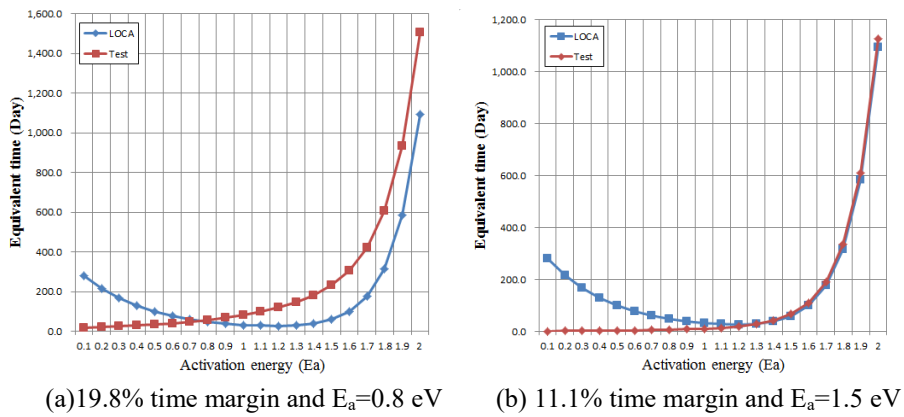 1,600.0
1,400.0
1,200.0
1,000.0
800.0
600.0
400.0
200.0
0.0
Equivalent time (Day)
LOCA
Test
0.1 0.2 0.3 0.4 0.5 0.6 0.7 0.8 0.9 1 1.1 1.2 1.3 1.4 1.5 1.6 1.7 1.8 1.9 2
Activation energy (Ea)
(a)19.8% time margin and Ea=0.8 eV
1,200.0
1,000.0
800.0
600.0
400.0
200.0
0.0
Equivalent time (Day)
LOCA
Test
0.1 0.2 0.3 0.4 0.5 0.6 0.7 0.8 0.9 1 1.1 1.2 1.3 1.4 1.5 1.6 1.7 1.8 1.9 2
Activation energy (Ea)
(b) 11.1% time margin and Ea=1.5 eV